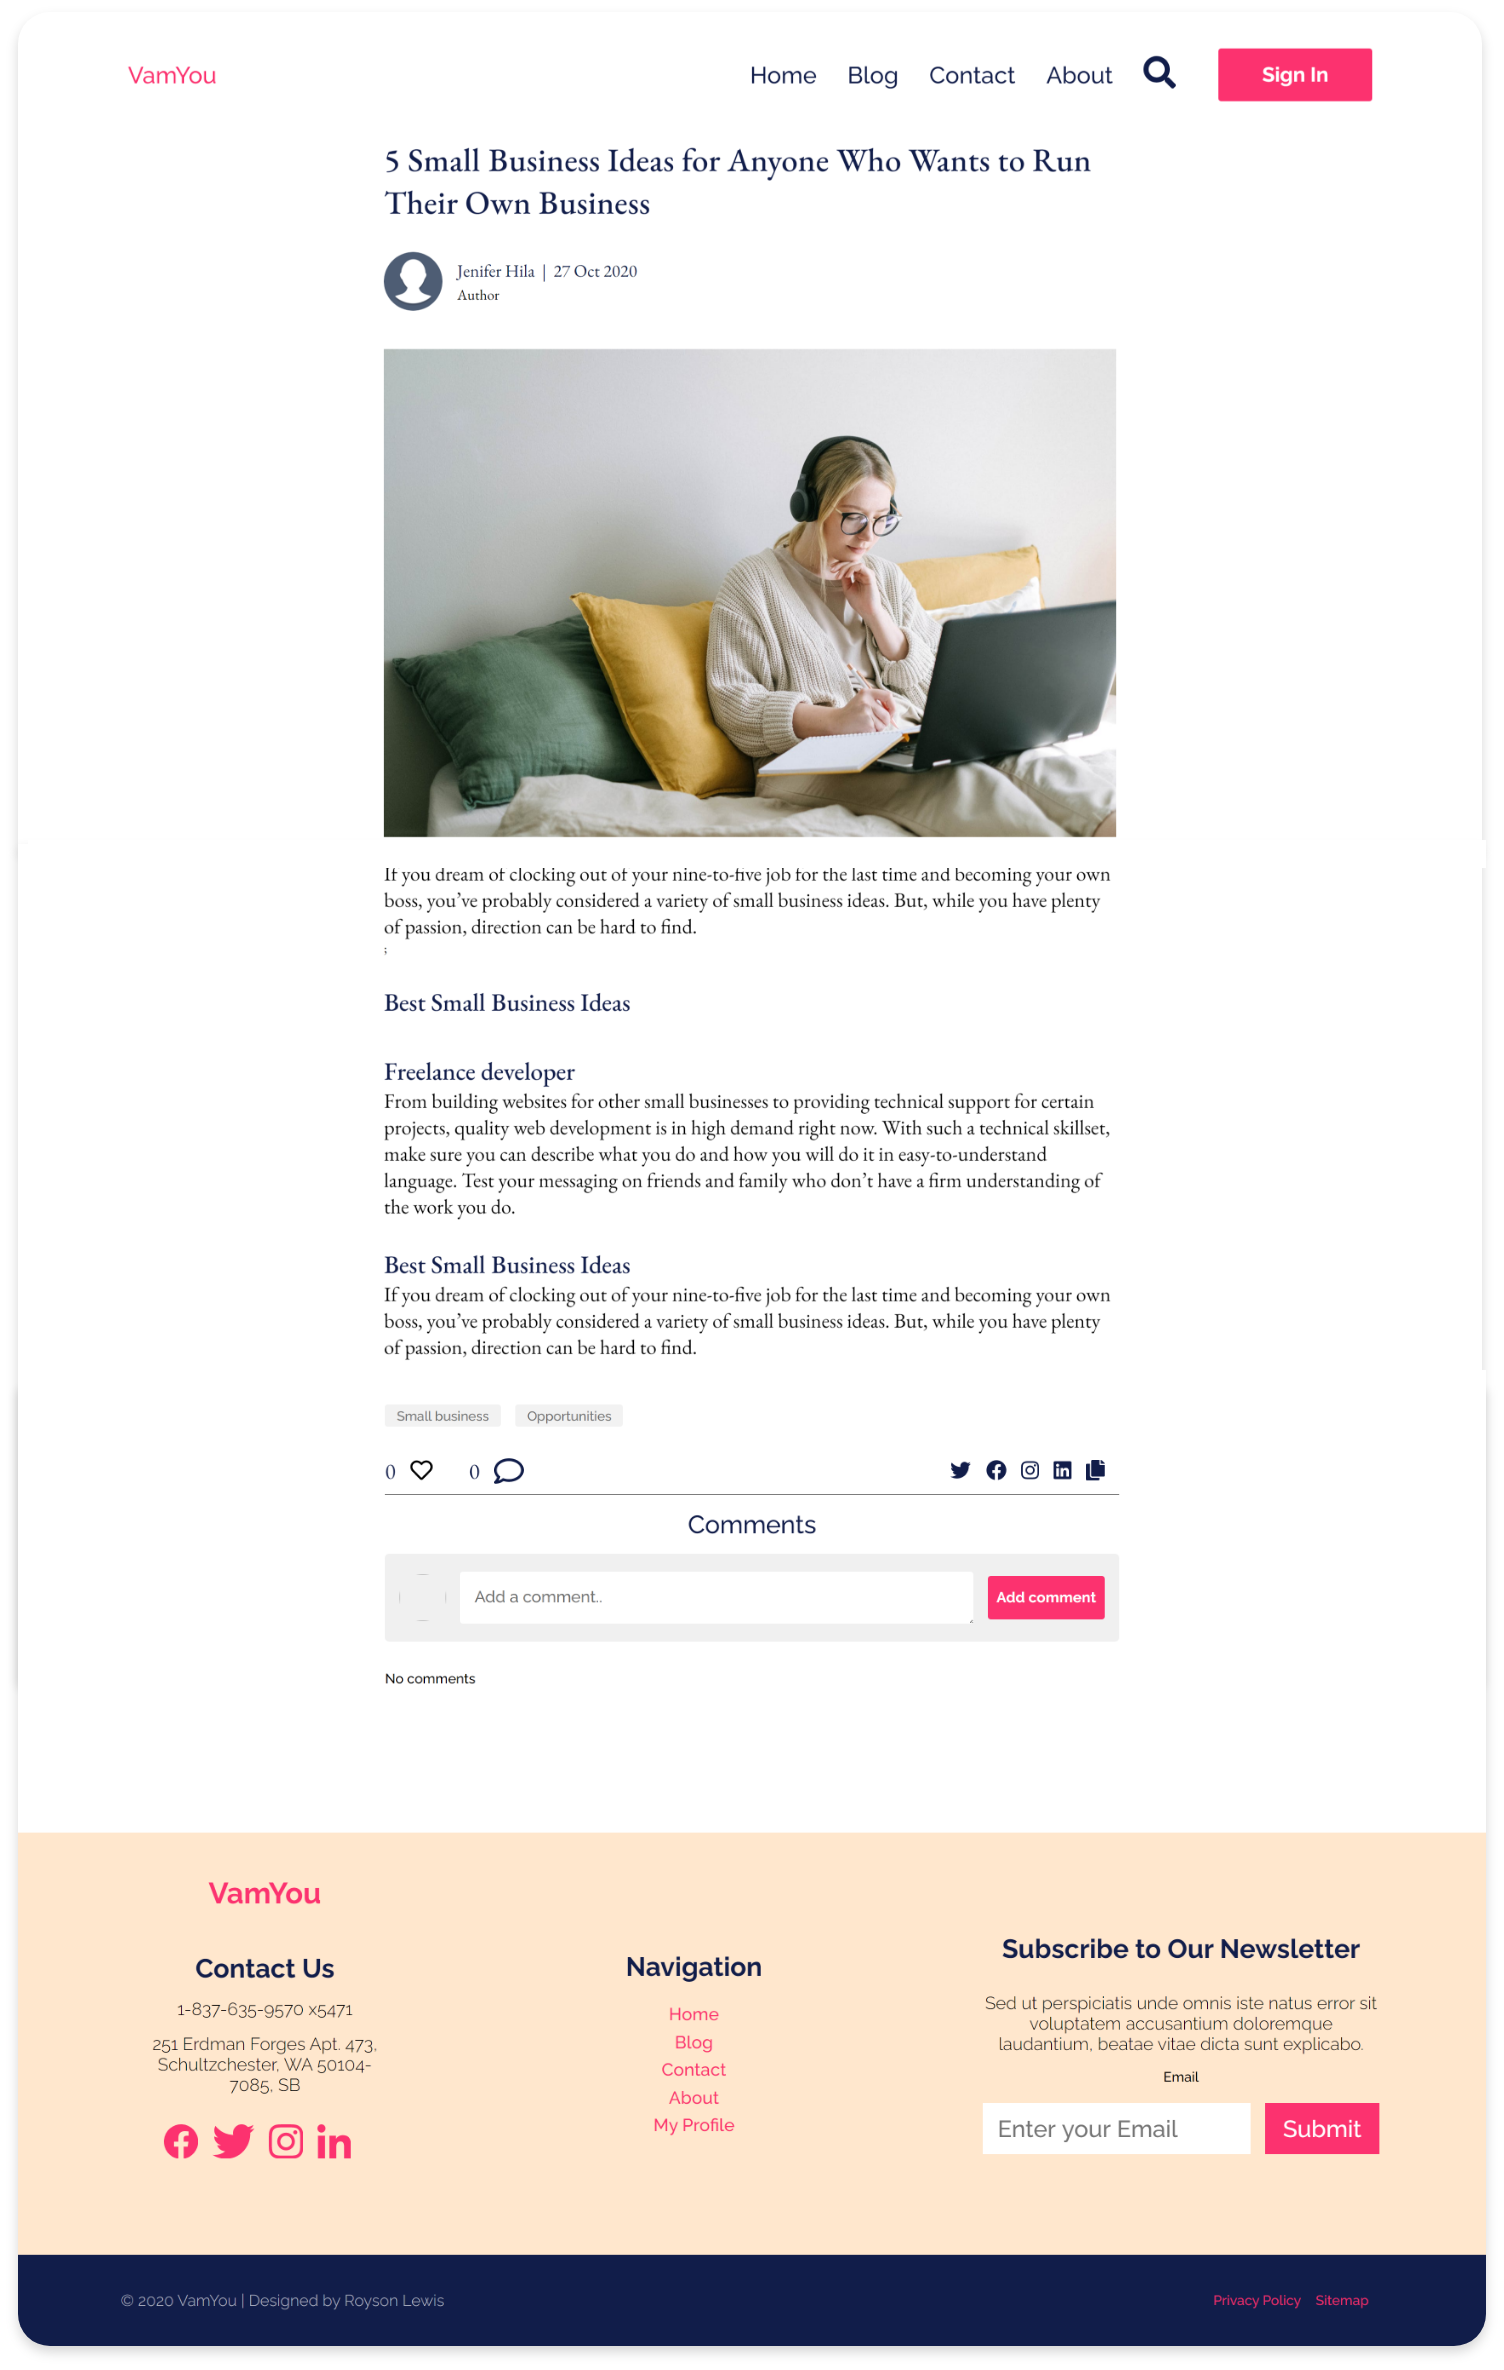 VamYou
Home Blog Contact About
Sign In
5 Small Business Ideas for Anyone Who Wants to Run
Their Own Business
Jenifer Hila | 27 Oct 2020
Author
If you dream of clocking out of your nine-to-five job for the last time and becoming your own
boss, you’ve probably considered a variety of small business ideas. But, while you have plenty
of passion, direction can be hard to find.
;
Best Small Business Ideas
Freelance developer
From building websites for other small businesses to providing technical support for certain
projects, quality web development is in high demand right now. With such a technical skillset,
make sure you can describe what you do and how you will do it in easy-to-understand
language. Test your messaging on friends and family who don’t have a firm understanding of
the work you do.
Best Small Business Ideas
If you dream of clocking out of your nine-to-five job for the last time and becoming your own
boss, you’ve probably considered a variety of small business ideas. But, while you have plenty
of passion, direction can be hard to find.
Small business Opportunities
0 0
Comments
Add a comment..
Add comment
No comments
VamYou
Contact Us
1-837-635-9570 x5471
251 Erdman Forges Apt. 473,
Schultzchester, WA 50104-
7085, SB
Navigation
Home
Blog
Contact
About
My Profile
Subscribe to Our Newsletter
Sed ut perspiciatis unde omnis iste natus error sit
voluptatem accusantium doloremque
laudantium, beatae vitae dicta sunt explicabo.
Email
Enter your Email
Submit
© 2020 VamYou | Designed by Royson Lewis
Privacy Policy Sitemap